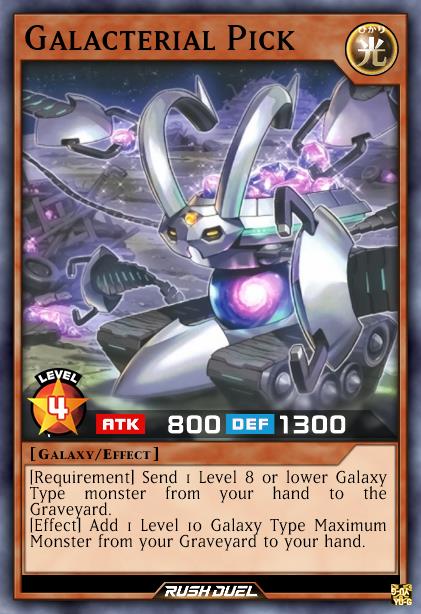 Galacterial Pick
ひかり
光
LEVEL
4
ATK 800 DEF 1300
[Galaxy/Effect]
[Requirement] Send 1 Level 8 or lower Galaxy
Type monster from your hand to the
Graveyard.
[Effect] Add 1 Level 10 Galaxy Type Maximum
Monster from your Graveyard to your hand.
RUSH DUEL